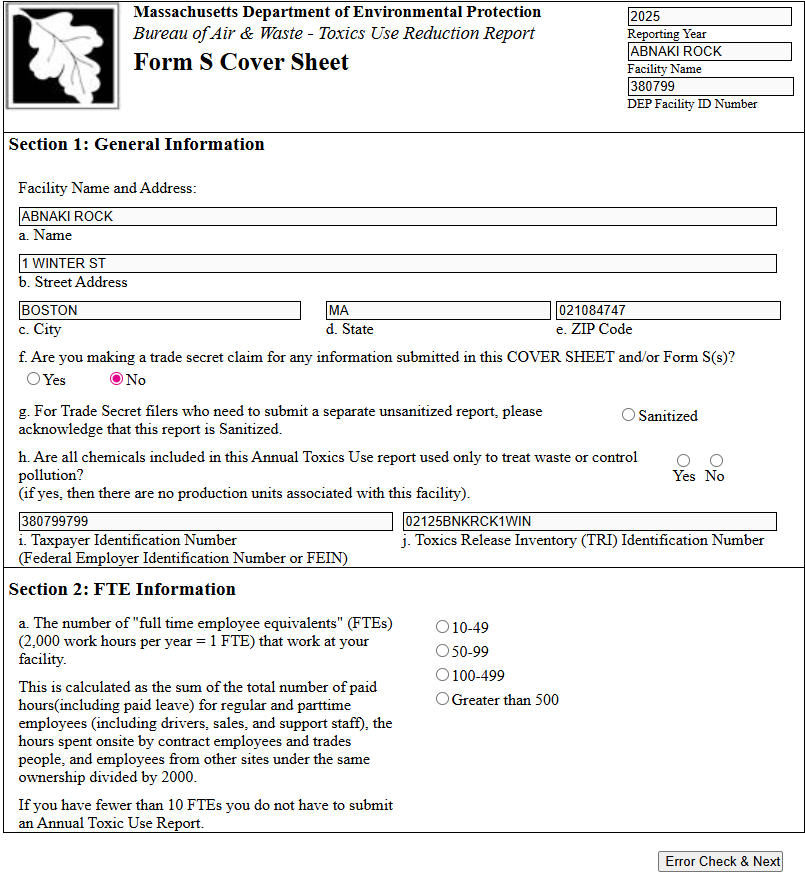 Massachusetts Department of Environmental Protection
Bureau of Air & Waste - Toxics Use Reduction Report
Form S Cover Sheet
2025
Reporting Year
ABNAKI ROCK
Facility Name
380799
DEP Facility ID Number
Section 1: General Information
Facility Name and Address:
ABNAKI ROCK
a. Name
1 WINTER ST
b. Street Address
BOSTON MA 021084747
c. City d. State e. ZIP Code
f. Are you making a trade secret claim for any information submitted in this COVER SHEET and/or Form S(s)?
Yes No
g. For Trade Secret filers who need to submit a separate unsanitized report, please
acknowledge that this report is Sanitized.
Sanitized
h. Are all chemicals included in this Annual Toxics Use report used only to treat waste or control
pollution?
(if yes, then there are no production units associated with this facility).
Yes No
380799799 02125BNKRCK1WIN
i. Taxpayer Identification Number j. Toxics Release Inventory (TRI) Identification Number
(Federal Employer Identification Number or FEIN)
Section 2: FTE Information
a. The number of "full time employee equivalents" (FTEs)
(2,000 work hours per year = 1 FTE) that work at your
facility.
This is calculated as the sum of the total number of paid
hours(including paid leave) for regular and parttime
employees (including drivers, sales, and support staff), the
hours spent onsite by contract employees and trades
people, and employees from other sites under the same
ownership divided by 2000.
If you have fewer than 10 FTEs you do not have to submit
an Annual Toxic Use Report.
10-49
50-99
100-499
Greater than 500
Error Check & Next